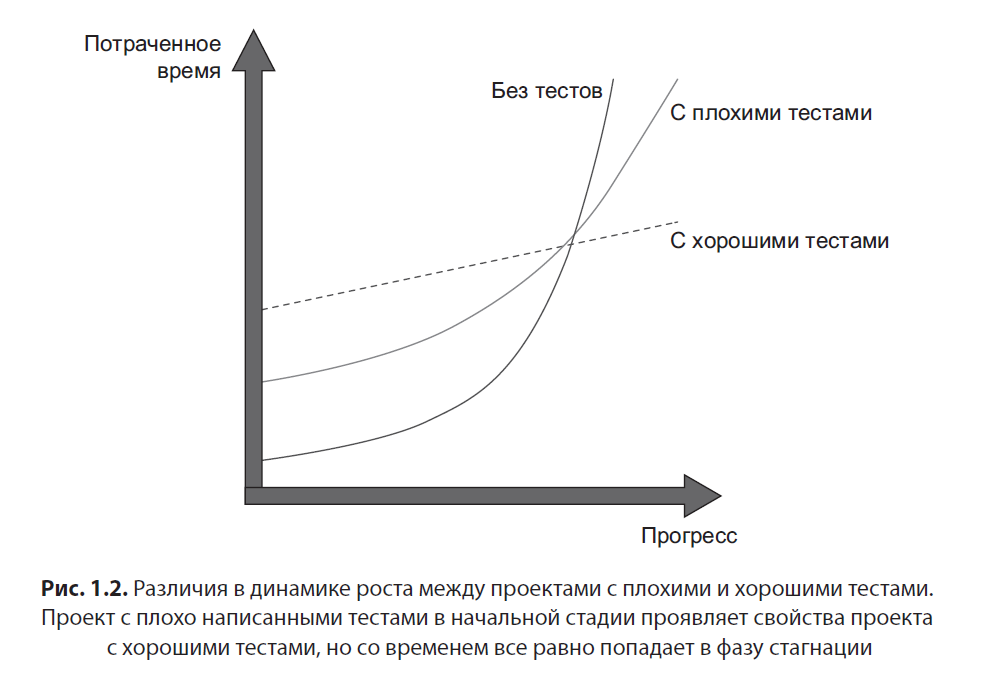 Потраченное
время
Без тестов
С плохими тестами
С хорошими тестами
Прогресс
Рис. 1.2. Различия в динамике роста между проектами с плохими и хорошими тестами.
Проект с плохо написанными тестами в начальной стадии проявляет свойства проекта
с хорошими тестами, но со временем все равно попадает в фазу стагнации